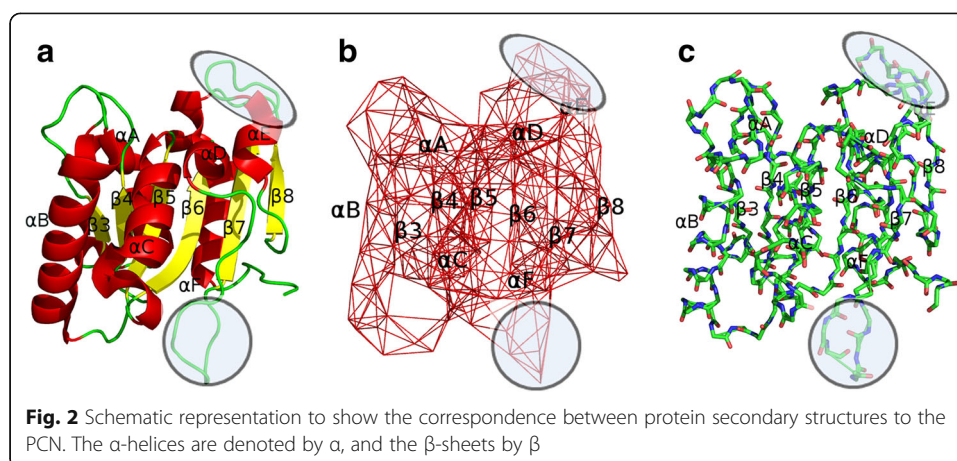 a
αA
αD
αE
β8
β4
β5
β6
αB
β3
β7
αC
αF
b
αE
αD
αA
β4
β5
αB
β6
β8
β3
β7
αC
αF
c
αA
αD
β8
β4
β5
β6
αB
β3
β7
αC
αF
Fig. 2 Schematic representation to show the correspondence between protein secondary structures to the
PCN. The α-helices are denoted by α, and the β-sheets by β